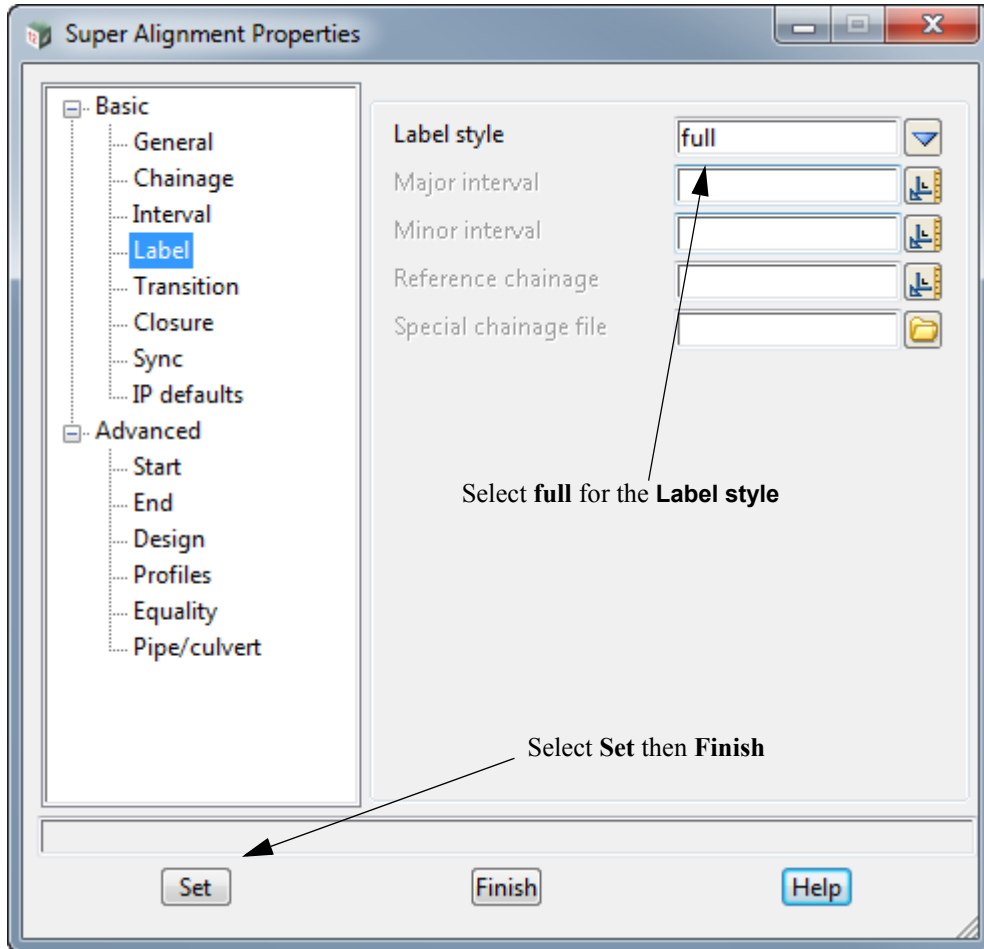 Super Alignment Properties
Basic
General
Chainage
Interval
Label
Transition
Closure
Sync
IP defaults
Advanced
Start
End
Design
Profiles
Equality
Pipe/culvert
Label style full
Major interval
Minor interval
Reference chainage
Special chainage file
Select full for the Label style
Select Set then Finish
Set Finish Help